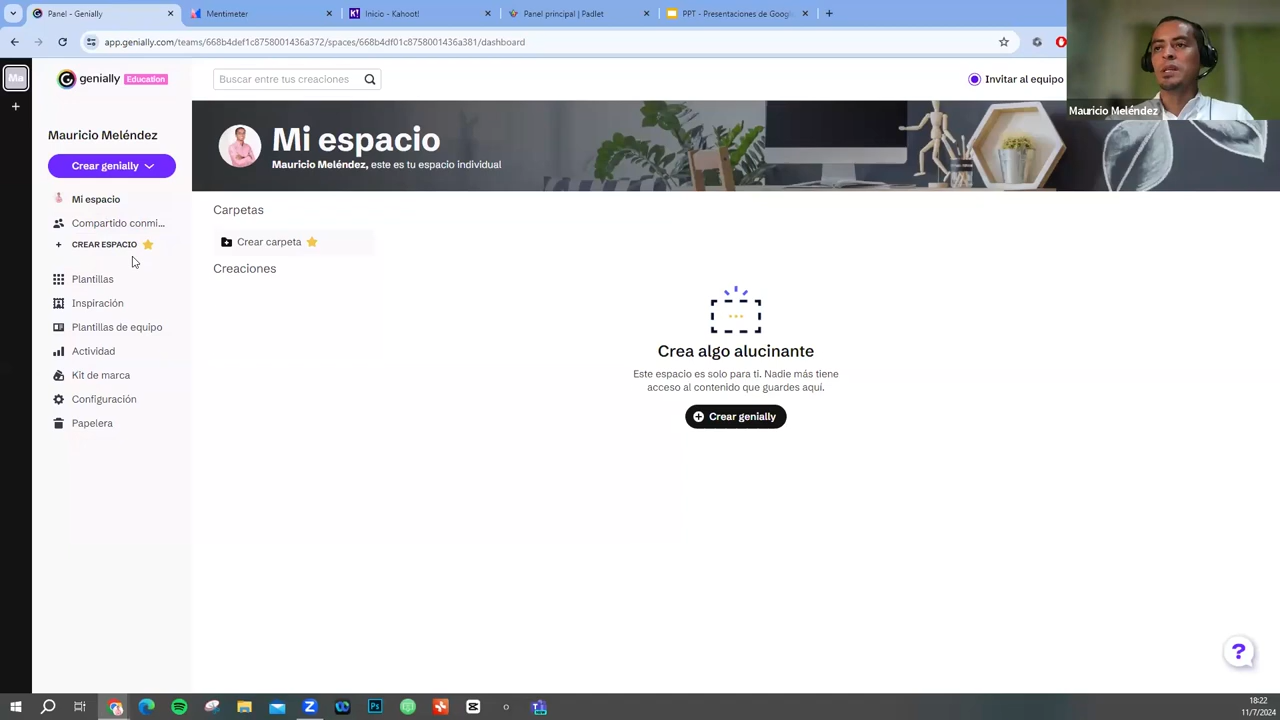 Panel - Genially
Mentimeter
Inicio - Kahoot!
Panel principal | Padlet
PPT - Presentaciones de Googl
app.genially.com/teams/668b4def1c8758001436a372/spaces/668b4df01c8758001436a381/dashboard
Ma
genially Education
Buscar entre tus creaciones
Invitar al equipo
Mauricio Meléndez
Mauricio Meléndez
Crear genially
Mi espacio
Mauricio Meléndez, este es tu espacio individual
Mi espacio
Compartido conmi...
CREAR ESPACIO
Plantillas
Inspiración
Plantillas de equipo
Actividad
Kit de marca
Configuración
Papelera
Carpetas
Crear carpeta
Creaciones
Crea algo alucinante
Este espacio es solo para ti. Nadie más tiene
acceso al contenido que guardes aquí.
Crear genially
?
18:22
11/7/2024